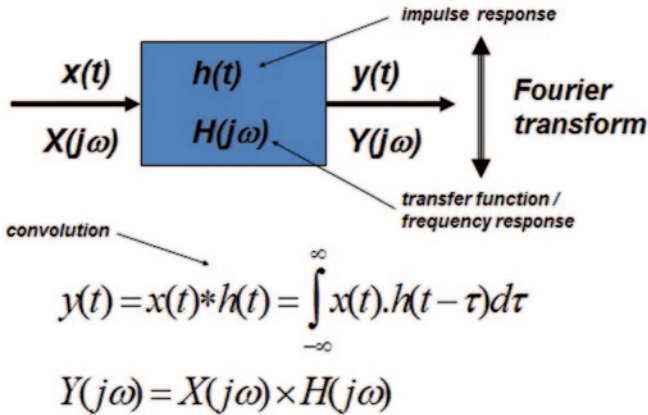 impulse response
x(t)
h(t)
y(t)
Fourier
transform
X(jω)
H(jω)
Y(jω)
transfer function /
frequency response
convolution
y(t) = x(t)*h(t) = ∫_{-∞}^{∞} x(t).h(t − τ)dτ
Y(jω) = X(jω) × H(jω)